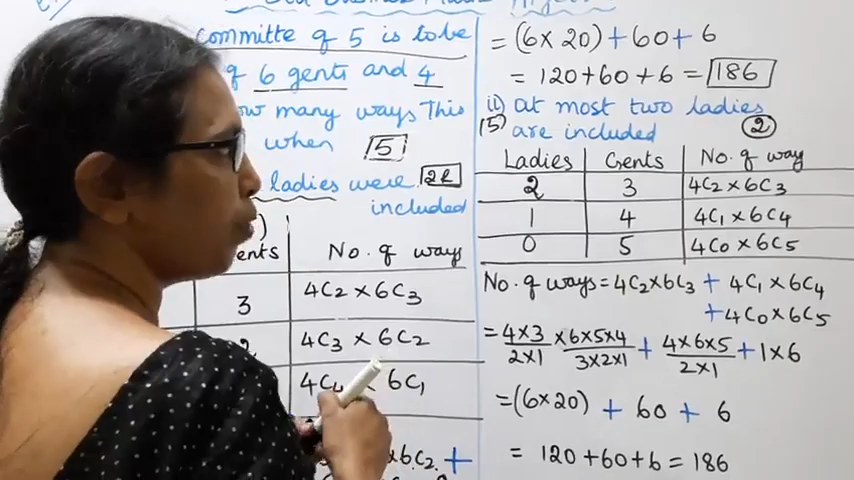 committe of 5 is to be
of 6 gents and 4
ow many ways This
when 5
ladies were 2L
included
ents No. of ways
3 4C2 × 6C3
2 4C3 × 6C2
4C4 × 6C1
×6C2 +
= (6×20) + 60 + 6
= 120+60+6 = 186
ii) at most two ladies
(5) are included 2
Ladies Gents No. of way
2 3 4C2 × 6C3
1 4 4C1 × 6C4
0 5 4C0 × 6C5
No. of ways = 4C2×6C3 + 4C1 × 6C4
+ 4C0 × 6C5
= 4×3/2×1 × 6×5×4/3×2×1 + 4×6×5/2×1 + 1×6
= (6×20) + 60 + 6
= 120+60+6 = 186